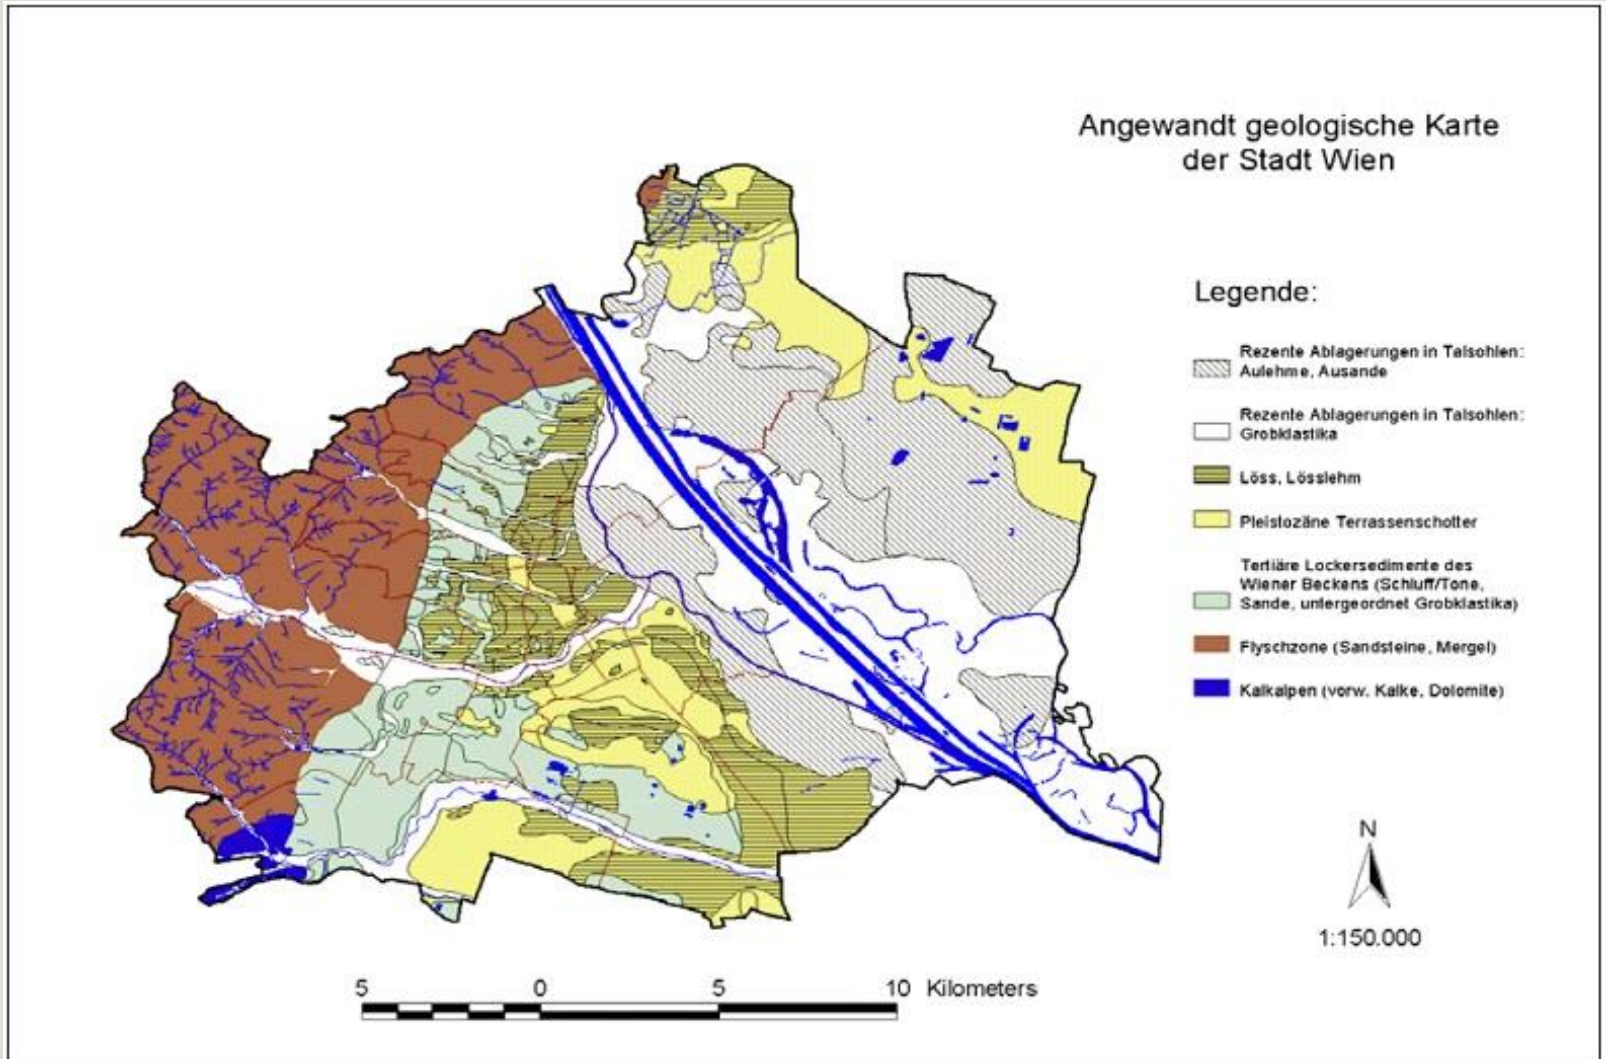 Angewandt geologische Karte
der Stadt Wien
Legende:
Rezente Ablagerungen in Talsohlen:
Aulehme, Ausande
Rezente Ablagerungen in Talsohlen:
Grobklastika
Löss, Lösslehm
Pleistozäne Terrassenschotter
Tertiäre Lockersedimente des
Wiener Beckens (Schluff/Tone,
Sande, untergeordnet Grobklastika)
Flyschzone (Sandsteine, Mergel)
Kalkalpen (vorw. Kalke, Dolomite)
N
1:150.000
5 0 5 10 Kilometers